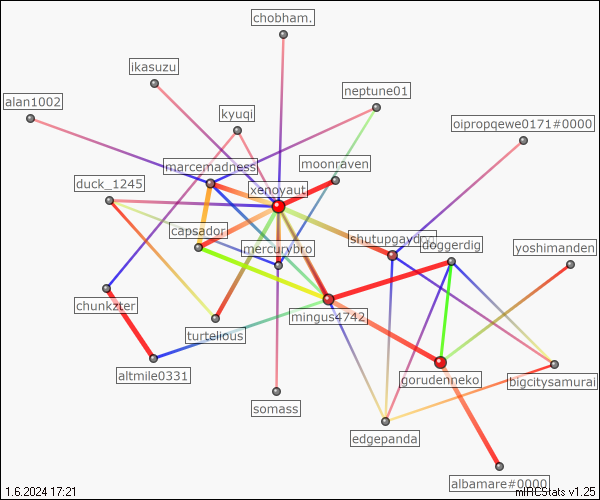 chobham.
ikasuzu
neptune01
alan1002
kyuqi
oipropqewe0171#0000
moonraven
marcemadness
duck_1245
xenoyaut
capsador
mercurybro
doggerdig
yoshimanden
chunkzter
mingus4742
turtelious
altmile0331
gorudenneko
bigcitysamurai
somass
edgepanda
albamare#0000
1.6.2024 17:21
mIRCStats v1.25